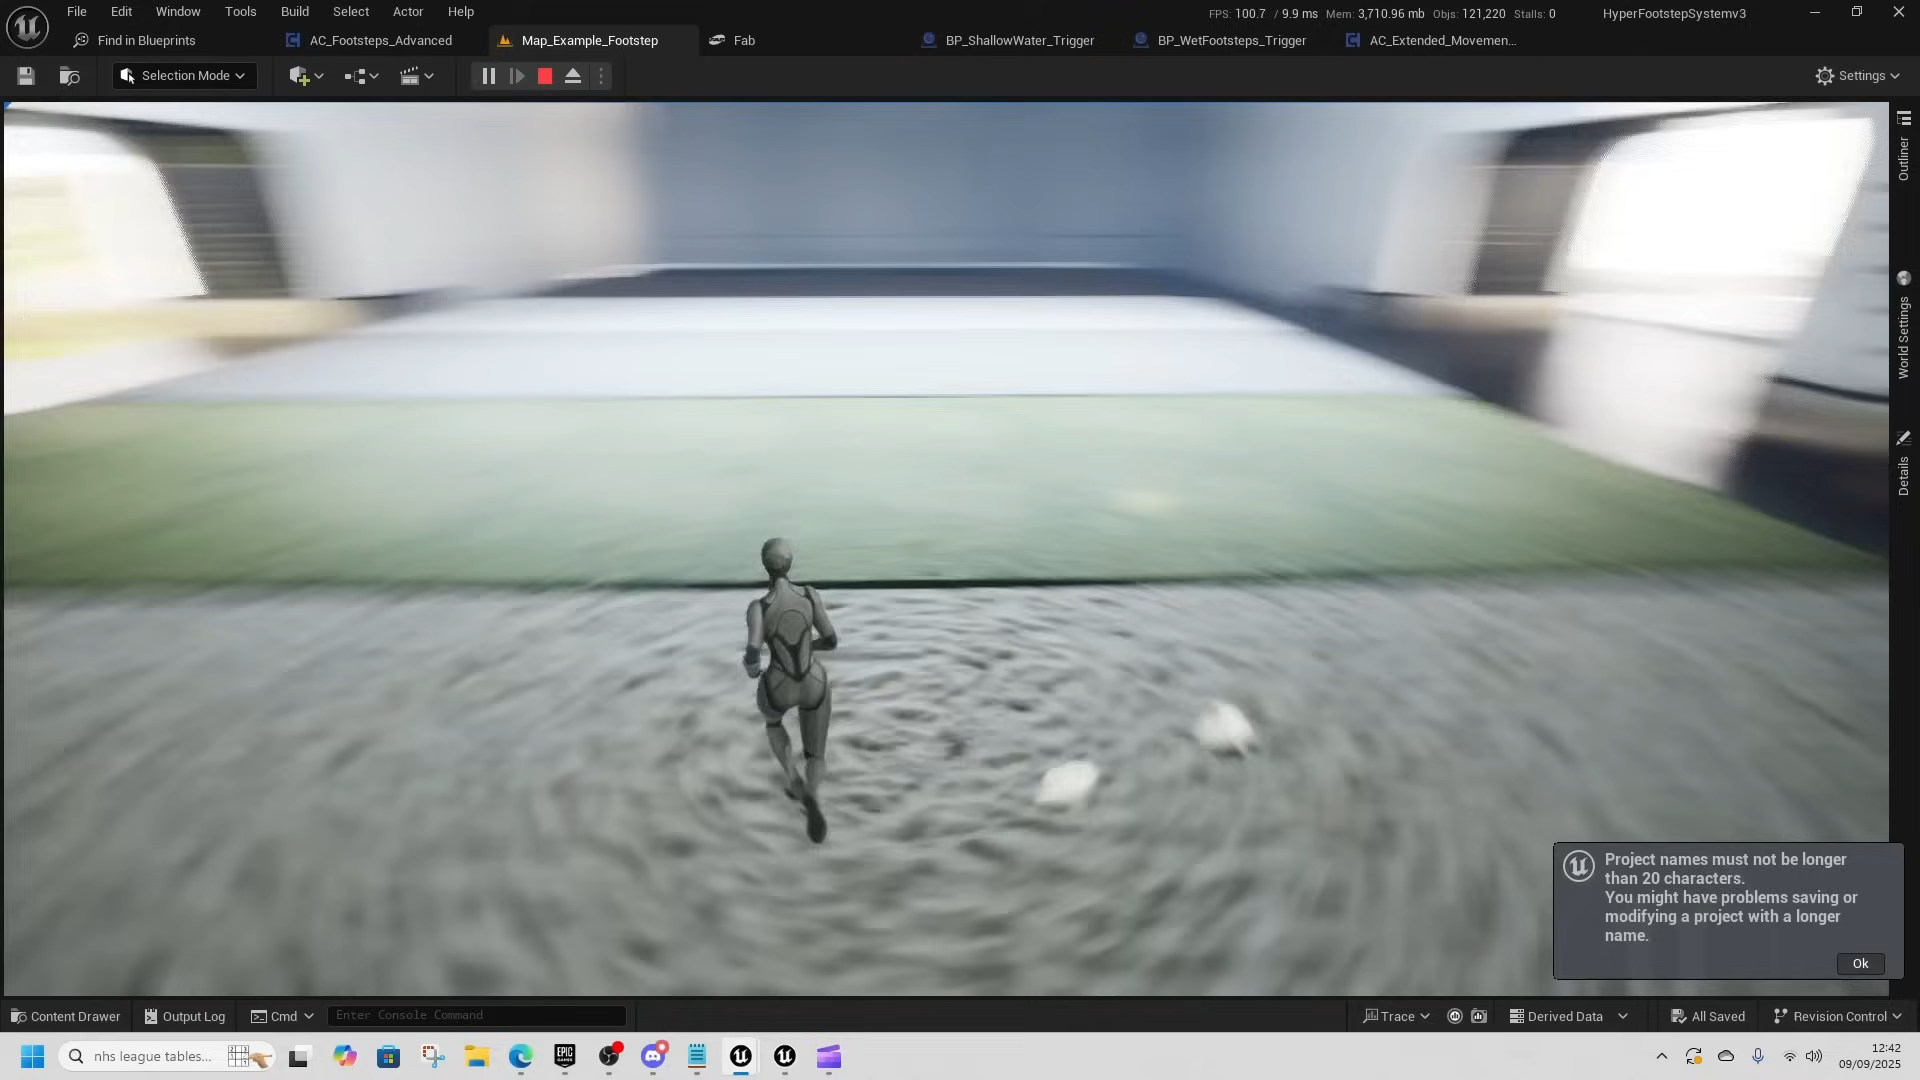 File Edit Window Tools Build Select Actor Help
FPS: 100.7 / 9.9 ms Mem: 3,710.96 mb Objs: 121,220 Stalls: 0
HyperFootstepSystemv3
Find in Blueprints
AC_Footsteps_Advanced
Map_Example_Footstep
Fab
BP_ShallowWater_Trigger
BP_WetFootsteps_Trigger
AC_Extended_Movemen...
Selection Mode
Settings
Outliner
World Settings
Details
Project names must not be longer
than 20 characters.
You might have problems saving or
modifying a project with a longer
name.
Ok
Content Drawer
Output Log
Cmd
Enter Console Command
Trace
Derived Data
All Saved
Revision Control
nhs league tables...
EPIC
GAMES
12:42
09/09/2025